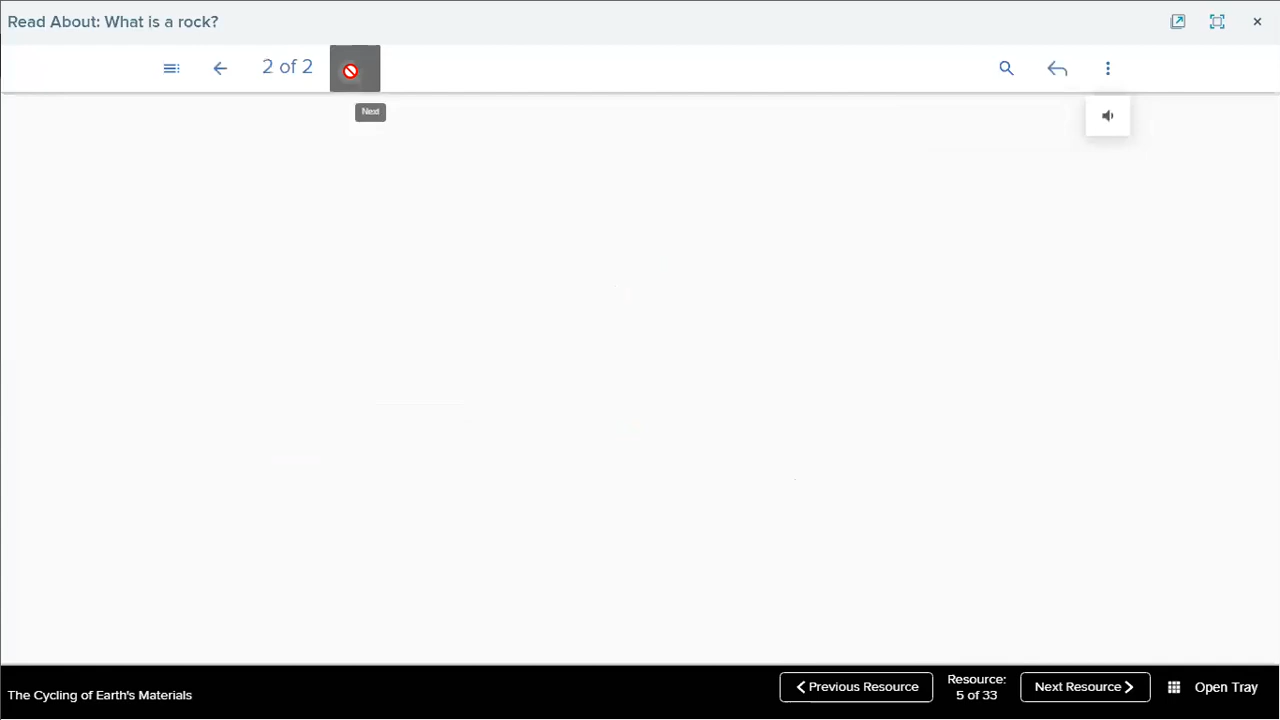 Read About: What is a rock?
2 of 2
Next
The Cycling of Earth's Materials
Previous Resource
Resource:
5 of 33
Next Resource
Open Tray